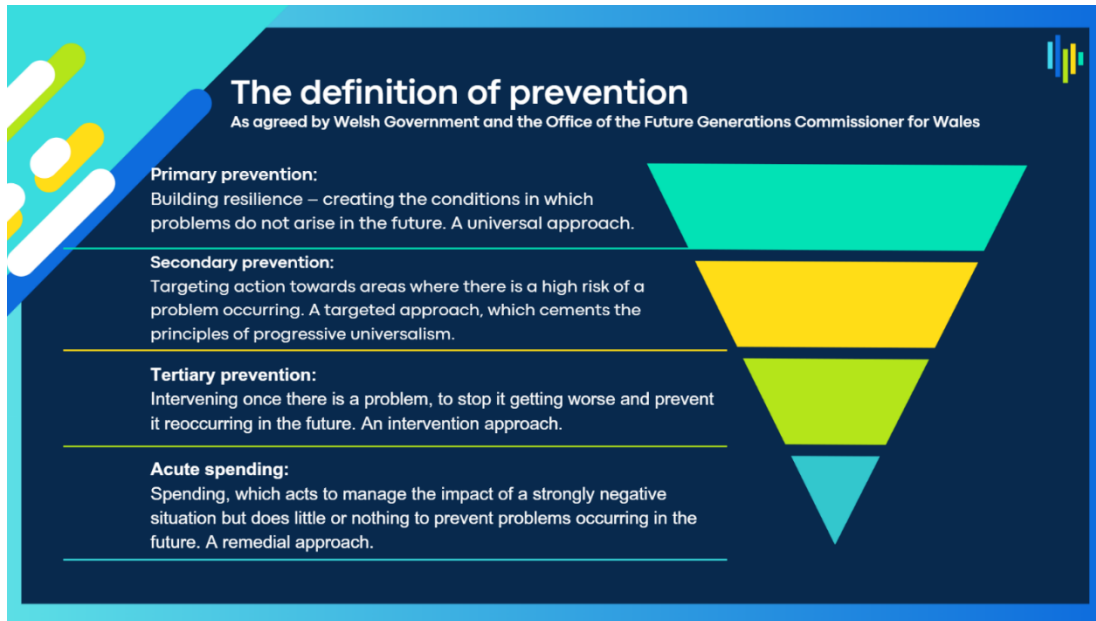 The definition of prevention
As agreed by Welsh Government and the Office of the Future Generations Commissioner for Wales
Primary prevention:
Building resilience – creating the conditions in which
problems do not arise in the future. A universal approach.
Secondary prevention:
Targeting action towards areas where there is a high risk of a
problem occurring. A targeted approach, which cements the
principles of progressive universalism.
Tertiary prevention:
Intervening once there is a problem, to stop it getting worse and prevent
it reoccurring in the future. An intervention approach.
Acute spending:
Spending, which acts to manage the impact of a strongly negative
situation but does little or nothing to prevent problems occurring in the
future. A remedial approach.